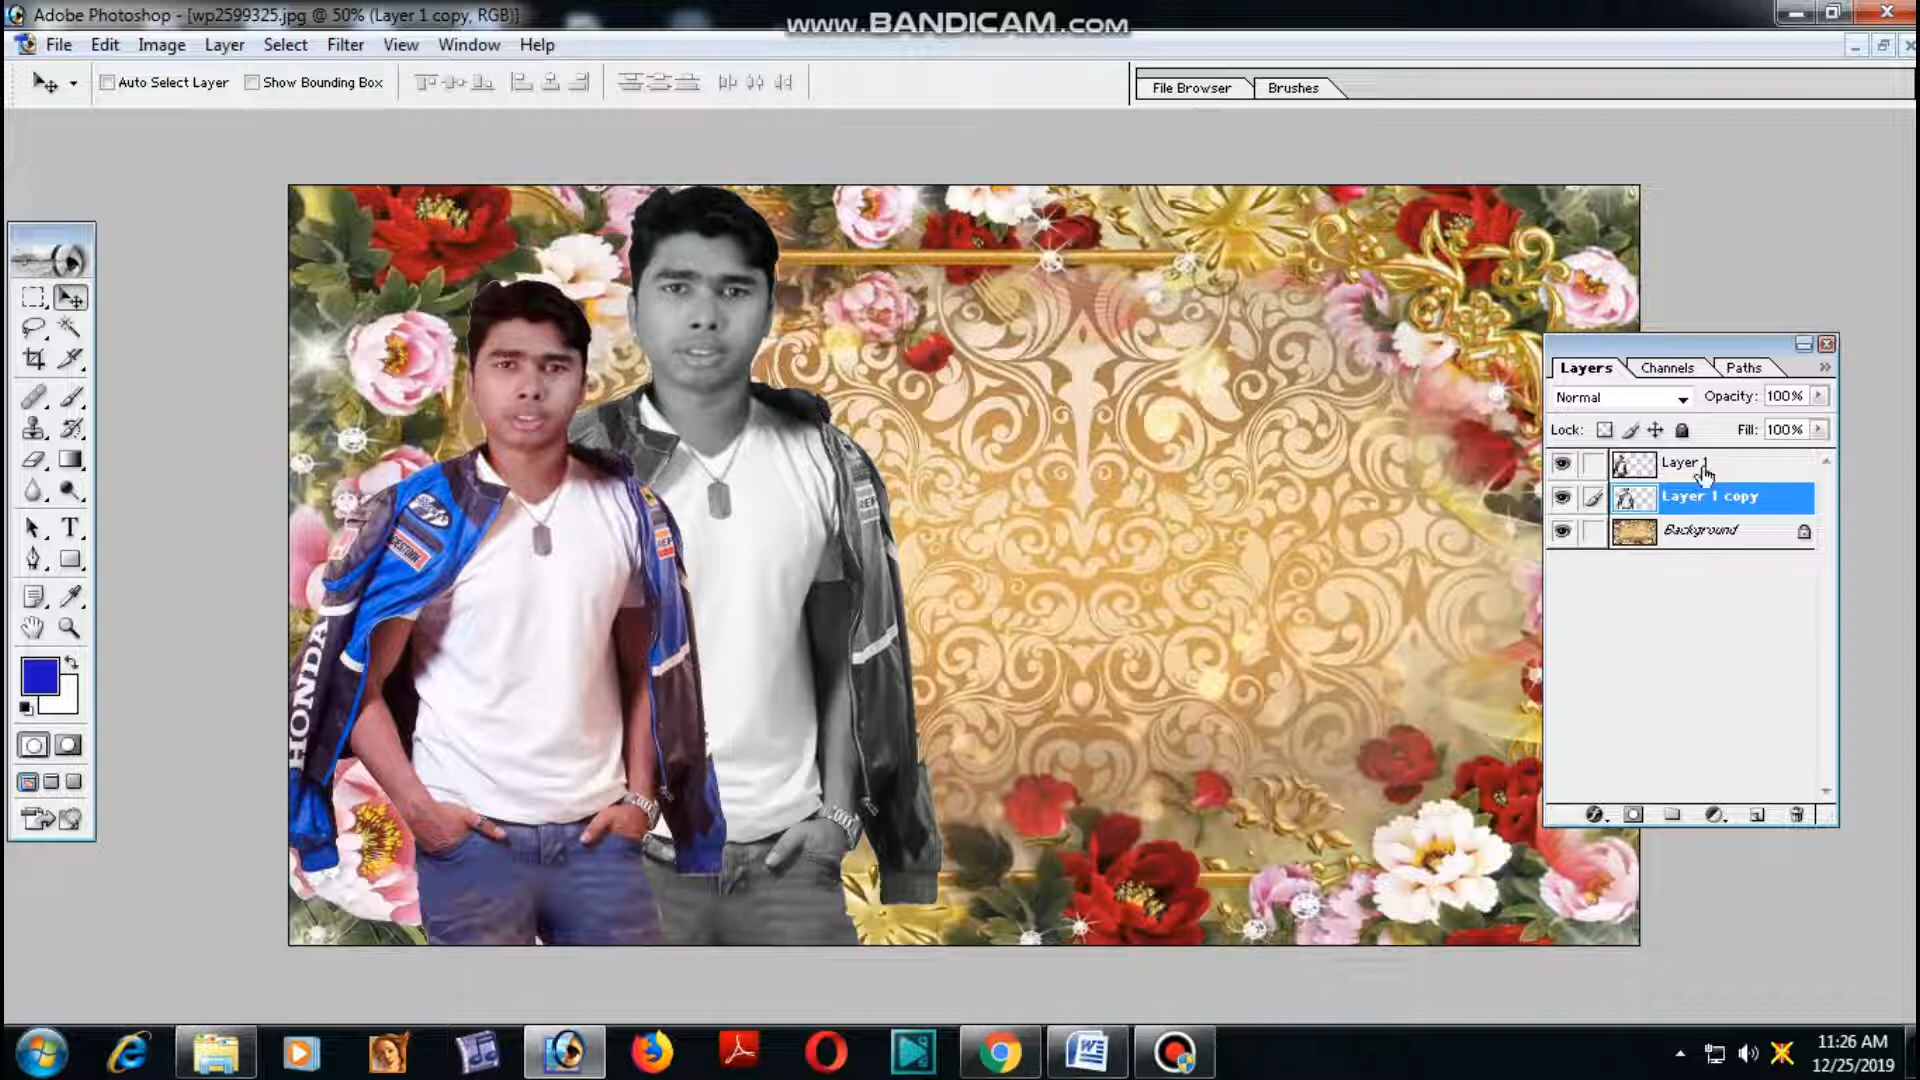 Adobe Photoshop - [wp2599325.jpg @ 50% (Layer 1 copy, RGB)]
www.BANDICAM.com
File Edit Image Layer Select Filter View Window Help
Auto Select Layer Show Bounding Box
File Browser Brushes
Layers Channels Paths
Normal Opacity: 100%
Lock: Fill: 100%
Layer 1
Layer 1 copy
Background
HONDA
T
W
11:26 AM
12/25/2019